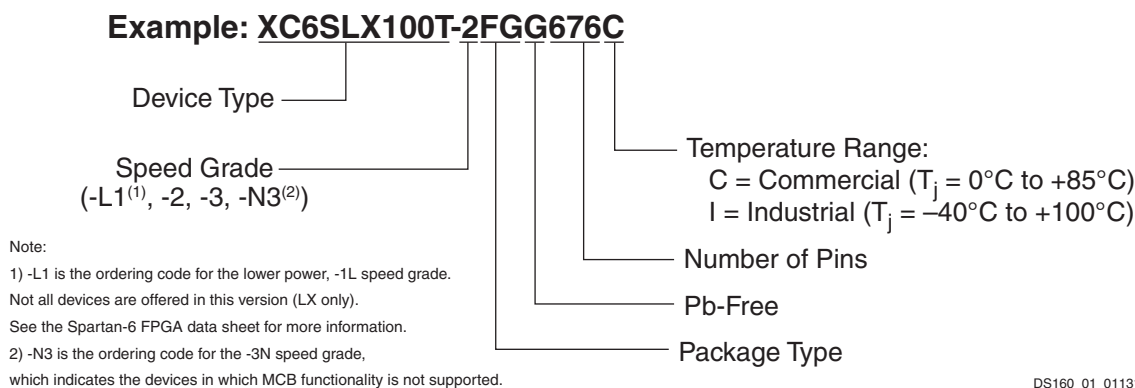 Example: XC6SLX100T-2FGG676C
Device Type
Speed Grade
(-L1(1), -2, -3, -N3(2))
Temperature Range:
C = Commercial (Tj = 0°C to +85°C)
I = Industrial (Tj = –40°C to +100°C)
Number of Pins
Pb-Free
Package Type
Note:
1) -L1 is the ordering code for the lower power, -1L speed grade.
Not all devices are offered in this version (LX only).
See the Spartan-6 FPGA data sheet for more information.
2) -N3 is the ordering code for the -3N speed grade,
which indicates the devices in which MCB functionality is not supported.
DS160_01_0113